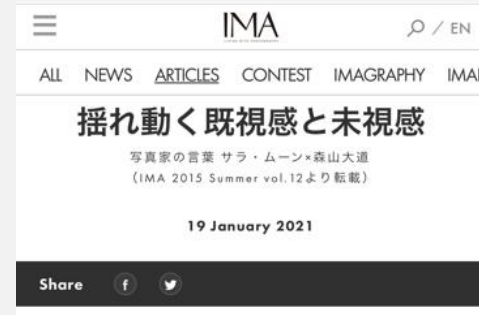 IMA
/ EN
ALL NEWS ARTICLES CONTEST IMAGRAPHY IMA
揺れ動く既視感と未視感
写真家の言葉 サラ・ムーン×森山大道
(IMA 2015 Summer vol.12より転載)
19 January 2021
Share